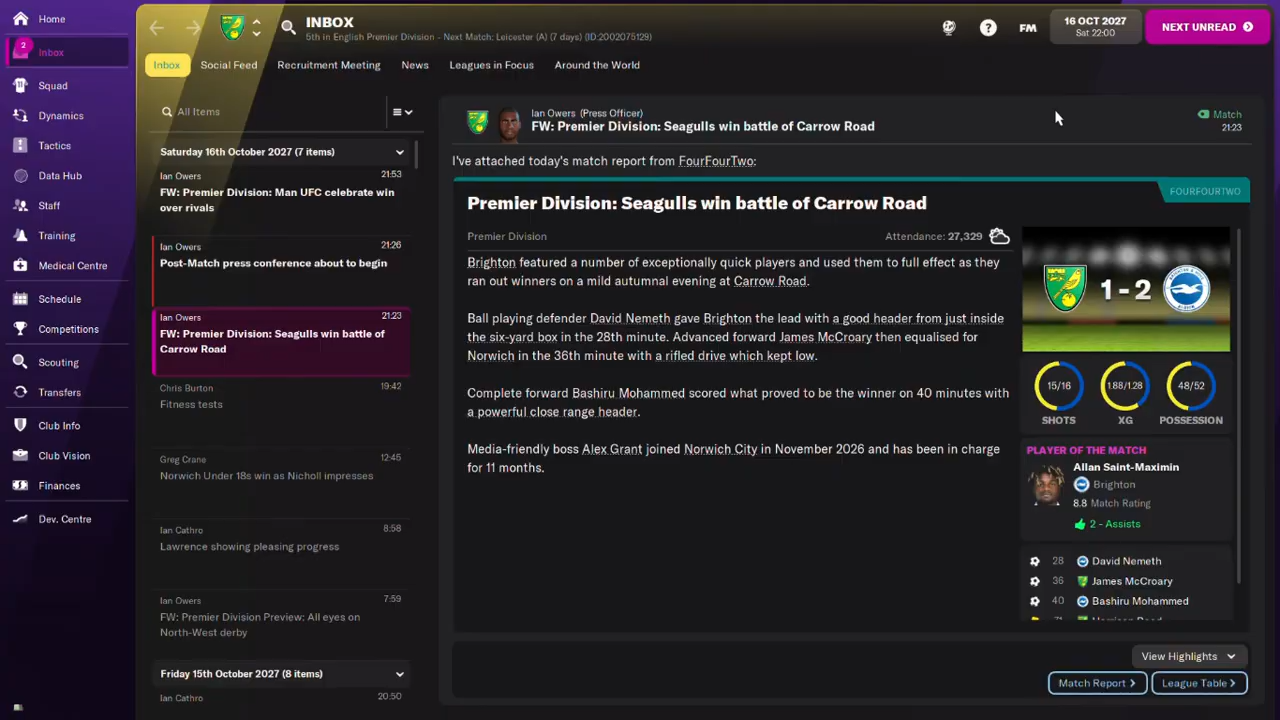 Home
2
Inbox
Squad
Dynamics
Tactics
Data Hub
Staff
Training
Medical Centre
Schedule
Competitions
Scouting
Transfers
Club Info
Club Vision
Finances
Dev. Centre
INBOX
5th in English Premier Division - Next Match: Leicester (A) (7 days) (ID:2002075129)
FM
16 OCT 2027
Sat 22:00
NEXT UNREAD
Inbox
Social Feed
Recruitment Meeting
News
Leagues in Focus
Around the World
All Items
Saturday 16th October 2027 (7 items)
Ian Owers 21:53
FW: Premier Division: Man UFC celebrate win
over rivals
Ian Owers 21:26
Post-Match press conference about to begin
Ian Owers 21:23
FW: Premier Division: Seagulls win battle of
Carrow Road
Chris Burton 19:42
Fitness tests
Greg Crane 12:45
Norwich Under 18s win as Nicholl impresses
Ian Cathro 8:58
Lawrence showing pleasing progress
Ian Owers 7:59
FW: Premier Division Preview: All eyes on
North-West derby
Friday 15th October 2027 (8 items)
Ian Cathro 20:50
Ian Owers (Press Officer)
FW: Premier Division: Seagulls win battle of Carrow Road
Match
21:23
I've attached today's match report from FourFourTwo:
FOURFOURTWO
Premier Division: Seagulls win battle of Carrow Road
Premier Division
Attendance: 27,329
Brighton featured a number of exceptionally quick players and used them to full effect as they
ran out winners on a mild autumnal evening at Carrow Road.
Ball playing defender David Nemeth gave Brighton the lead with a good header from just inside
the six-yard box in the 28th minute. Advanced forward James McCroary then equalised for
Norwich in the 36th minute with a rifled drive which kept low.
Complete forward Bashiru Mohammed scored what proved to be the winner on 40 minutes with
a powerful close range header.
Media-friendly boss Alex Grant joined Norwich City in November 2026 and has been in charge
for 11 months.
1 - 2
15/16
1.88/1.28
48/52
SHOTS
XG
POSSESSION
PLAYER OF THE MATCH
Allan Saint-Maximin
Brighton
8.8 Match Rating
2 - Assists
28 David Nemeth
36 James McCroary
40 Bashiru Mohammed
View Highlights
Match Report
League Table